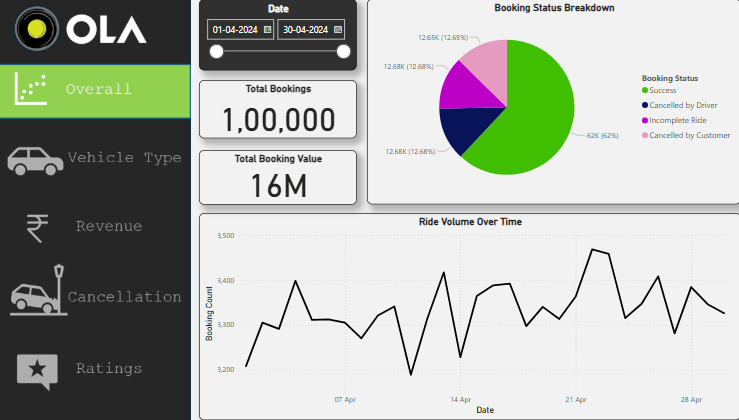 OLA
Overall
Vehicle Type
Revenue
Cancellation
Ratings
Date
01-04-2024 30-04-2024
Total Bookings
1,00,000
Total Booking Value
16M
Booking Status Breakdown
12.65K (12.65%)
12.68K (12.68%)
12.68K (12.68%)
62K (62%)
Booking Status
Success
Cancelled by Driver
Incomplete Ride
Cancelled by Customer
Ride Volume Over Time
Booking Count
3,500
3,400
3,300
3,200
07 Apr 14 Apr 21 Apr 28 Apr
Date